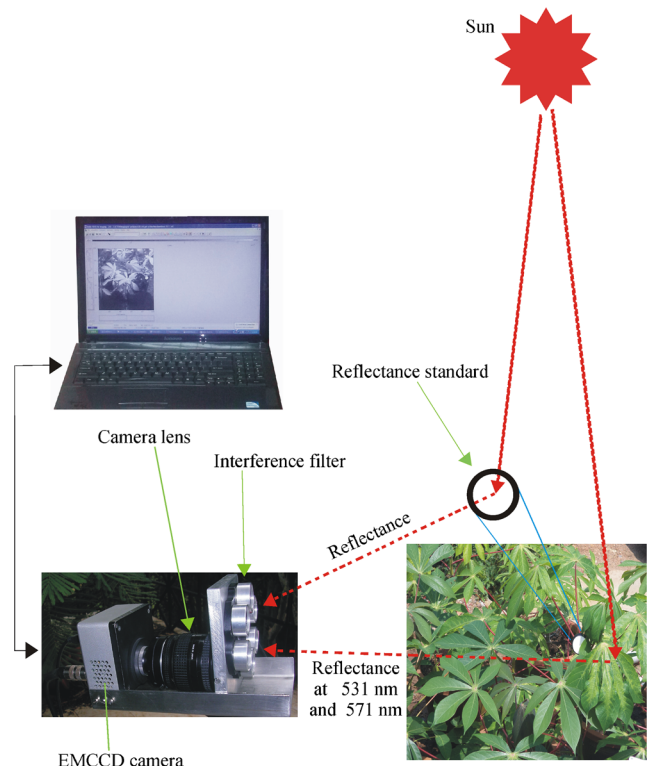 Sun
Reflectance standard
Camera lens
Interference filter
Reflectance
Reflectance
at 531 nm
and 571 nm
EMCCD camera